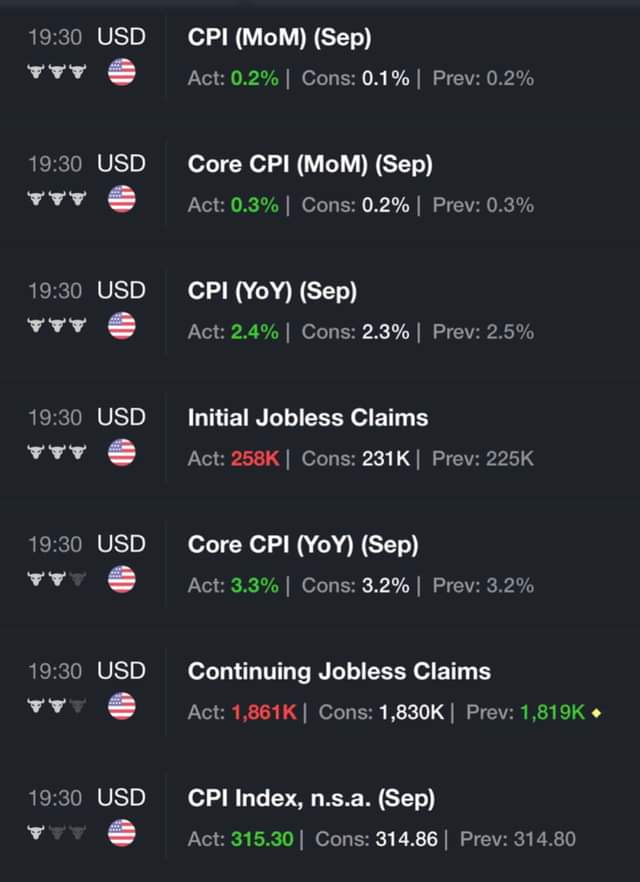 19:30 USD CPI (MoM) (Sep)
Act: 0.2% | Cons: 0.1% | Prev: 0.2%
19:30 USD Core CPI (MoM) (Sep)
Act: 0.3% | Cons: 0.2% | Prev: 0.3%
19:30 USD CPI (YoY) (Sep)
Act: 2.4% | Cons: 2.3% | Prev: 2.5%
19:30 USD Initial Jobless Claims
Act: 258K | Cons: 231K | Prev: 225K
19:30 USD Core CPI (YoY) (Sep)
Act: 3.3% | Cons: 3.2% | Prev: 3.2%
19:30 USD Continuing Jobless Claims
Act: 1,861K | Cons: 1,830K | Prev: 1,819K
19:30 USD CPI Index, n.s.a. (Sep)
Act: 315.30 | Cons: 314.86 | Prev: 314.80